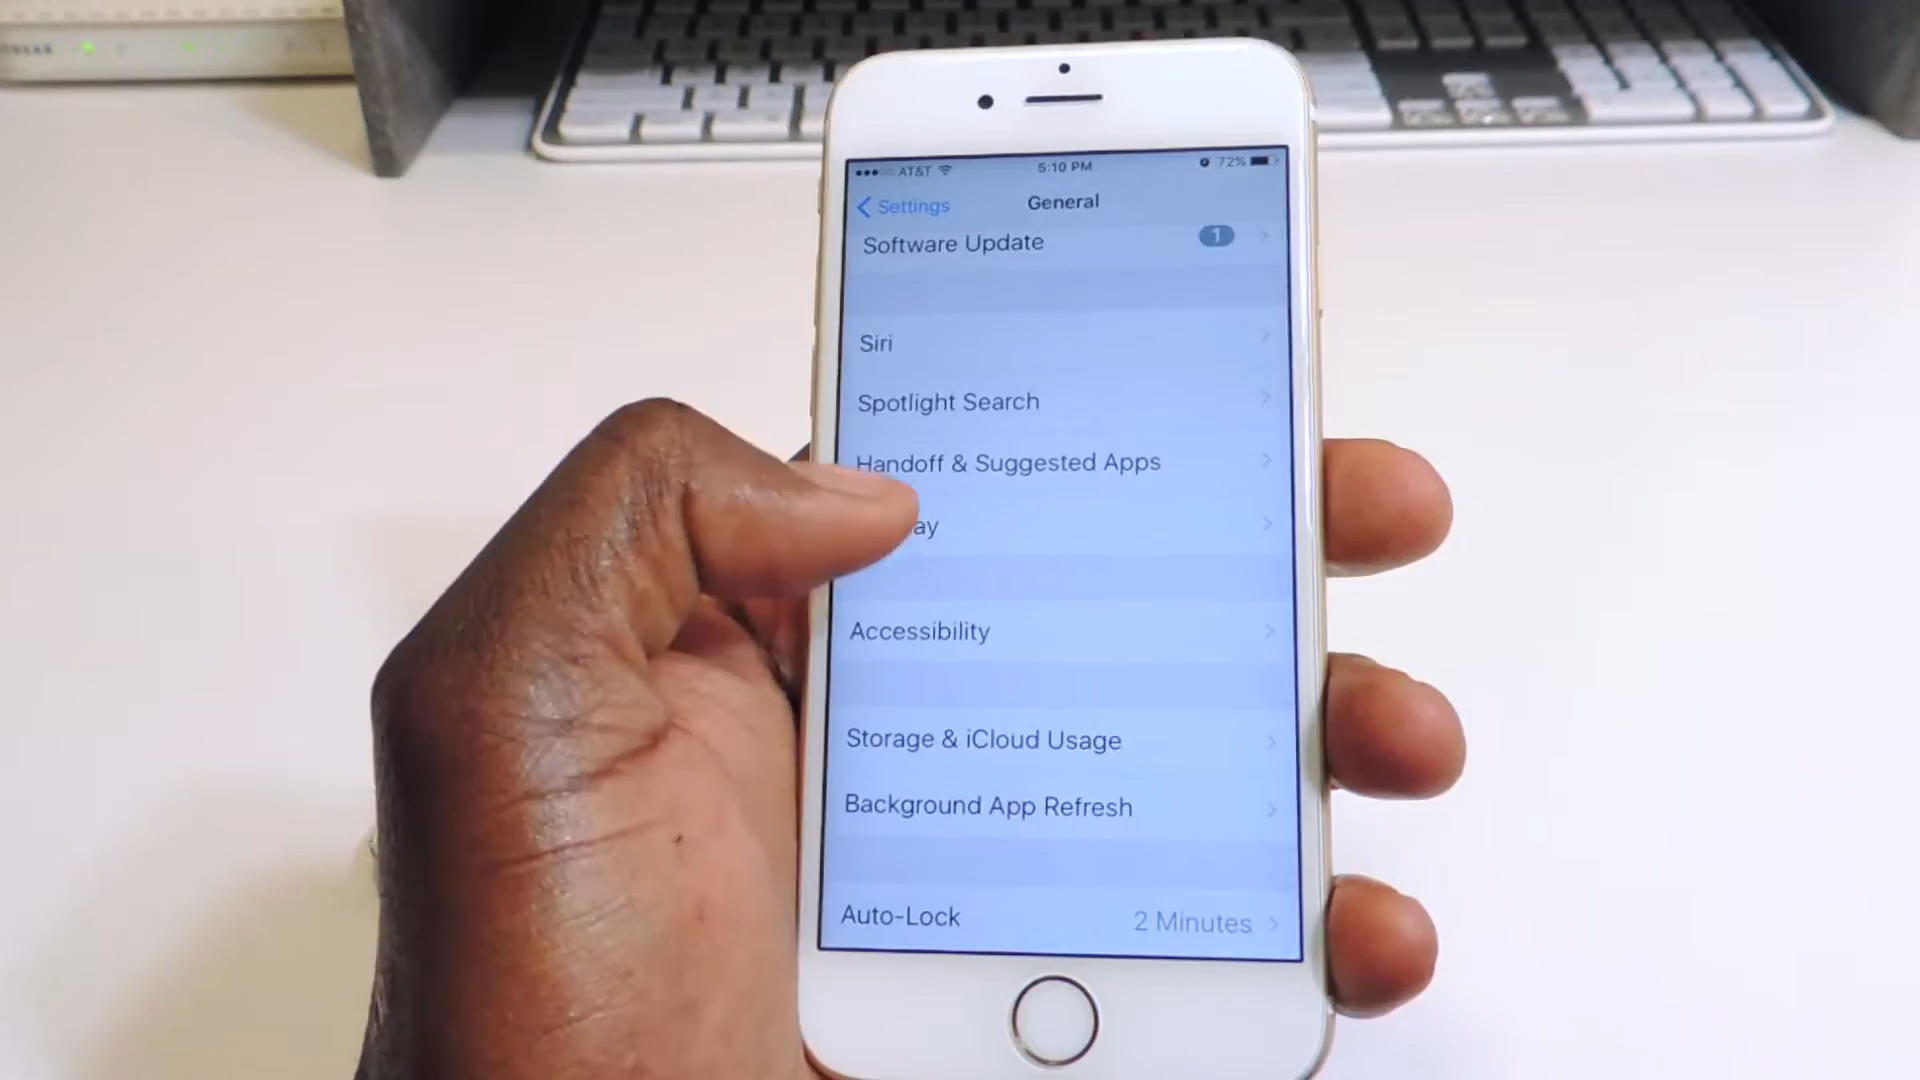 AT&T 5:10 PM 72%
Settings General
Software Update 1
Siri
Spotlight Search
Handoff & Suggested Apps
ay
Accessibility
Storage & iCloud Usage
Background App Refresh
Auto-Lock 2 Minutes